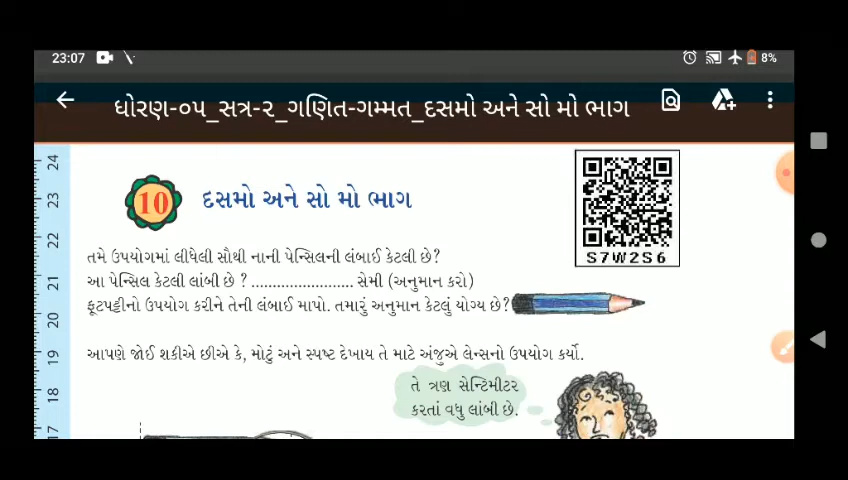 23:07
8%
ધોરણ-૦૫_સત્ર-૨_ગણિત-ગમ્મત_દસમો અને સો મો ભાગ
24
23
22
21
20
19
18
17
10 દસમો અને સો મો ભાગ
S7W2S6
તમે ઉપયોગમાં લીધેલી સૌથી નાની પેન્સિલની લંબાઈ કેટલી છે?
આ પેન્સિલ કેટલી લાંબી છે ? ........................ સેમી (અનુમાન કરો)
ફૂટપટ્ટીનો ઉપયોગ કરીને તેની લંબાઈ માપો. તમારું અનુમાન કેટલું યોગ્ય છે?
આપણે જોઈ શકીએ છીએ કે, મોટું અને સ્પષ્ટ દેખાય તે માટે અંજુએ લેન્સનો ઉપયોગ કર્યો.
તે ત્રણ સેન્ટિમીટર
કરતાં વધુ લાંબી છે.